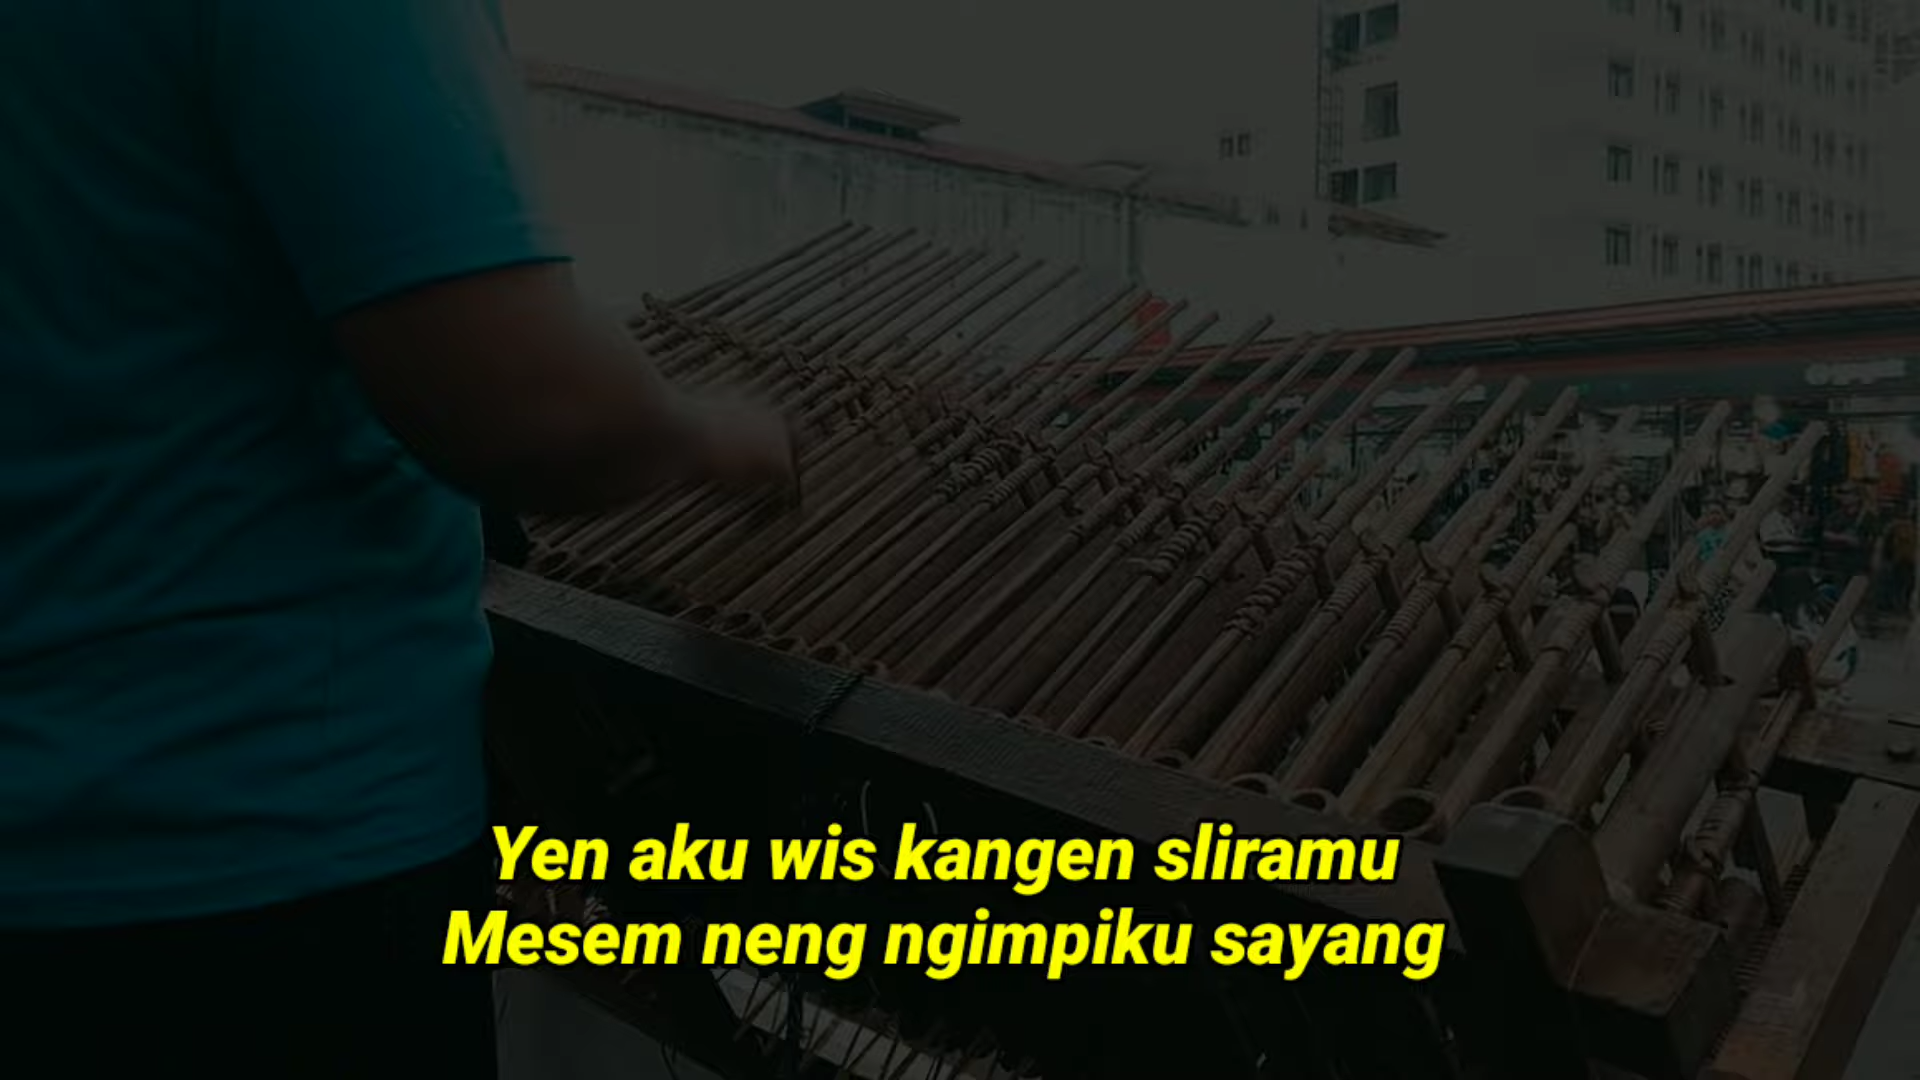 Yen aku wis kangen sliramu
Mesem neng ngimpiku sayang